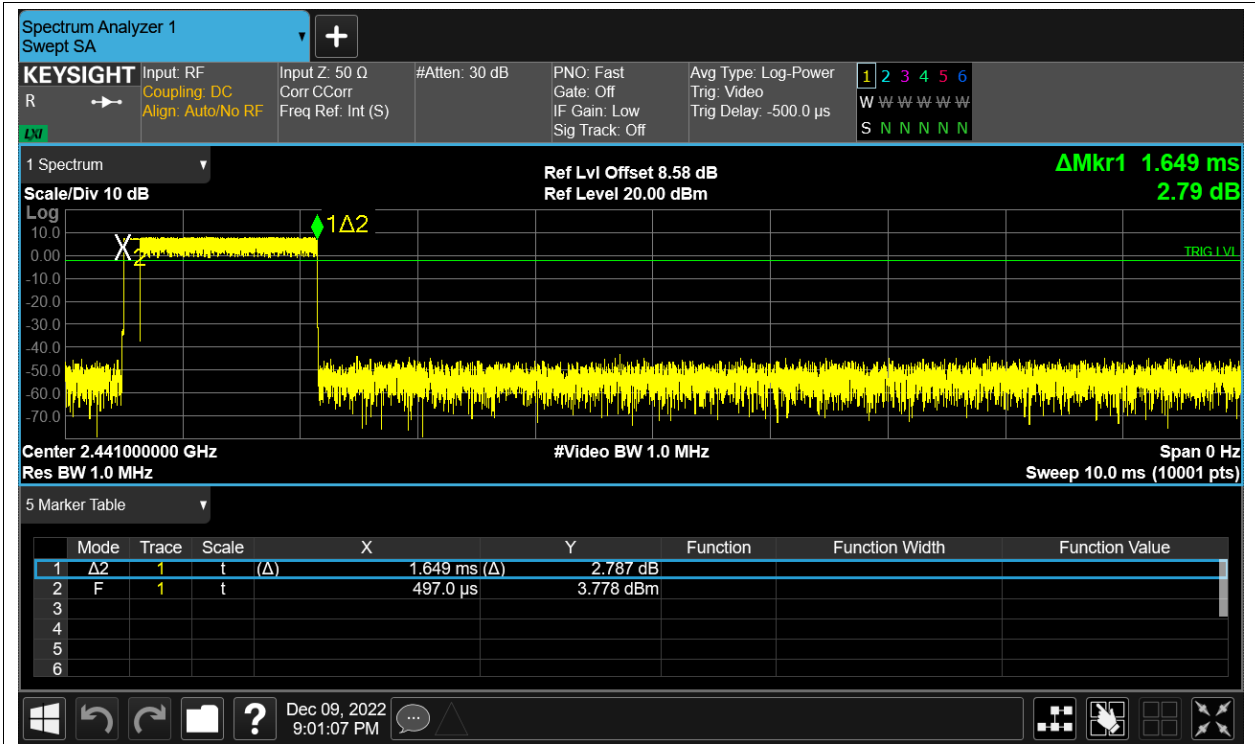 Spectrum Analyzer 1
Swept SA
KEYSIGHT
R
LXI
Input: RF
Coupling: DC
Align: Auto/No RF
Input Z: 50 Ω
Corr CCorr
Freq Ref: Int (S)
#Atten: 30 dB
PNO: Fast
Gate: Off
IF Gain: Low
Sig Track: Off
Avg Type: Log-Power
Trig: Video
Trig Delay: -500.0 µs
1 2 3 4 5 6
W W W W W W
S N N N N N
1 Spectrum
Scale/Div 10 dB
Ref Lvl Offset 8.58 dB
Ref Level 20.00 dBm
ΔMkr1 1.649 ms
2.79 dB
Log
10.0
0.00
-10.0
-20.0
-30.0
-40.0
-50.0
-60.0
-70.0
X
2
1Δ2
TRIG LVL
Center 2.441000000 GHz
#Video BW 1.0 MHz
Span 0 Hz
Res BW 1.0 MHz
Sweep 10.0 ms (10001 pts)
5 Marker Table
Mode Trace Scale X Y Function Function Width Function Value
1 Δ2 1 t (Δ) 1.649 ms (Δ) 2.787 dB
2 F 1 t 497.0 µs 3.778 dBm
3
4
5
6
?
Dec 09, 2022
9:01:07 PM